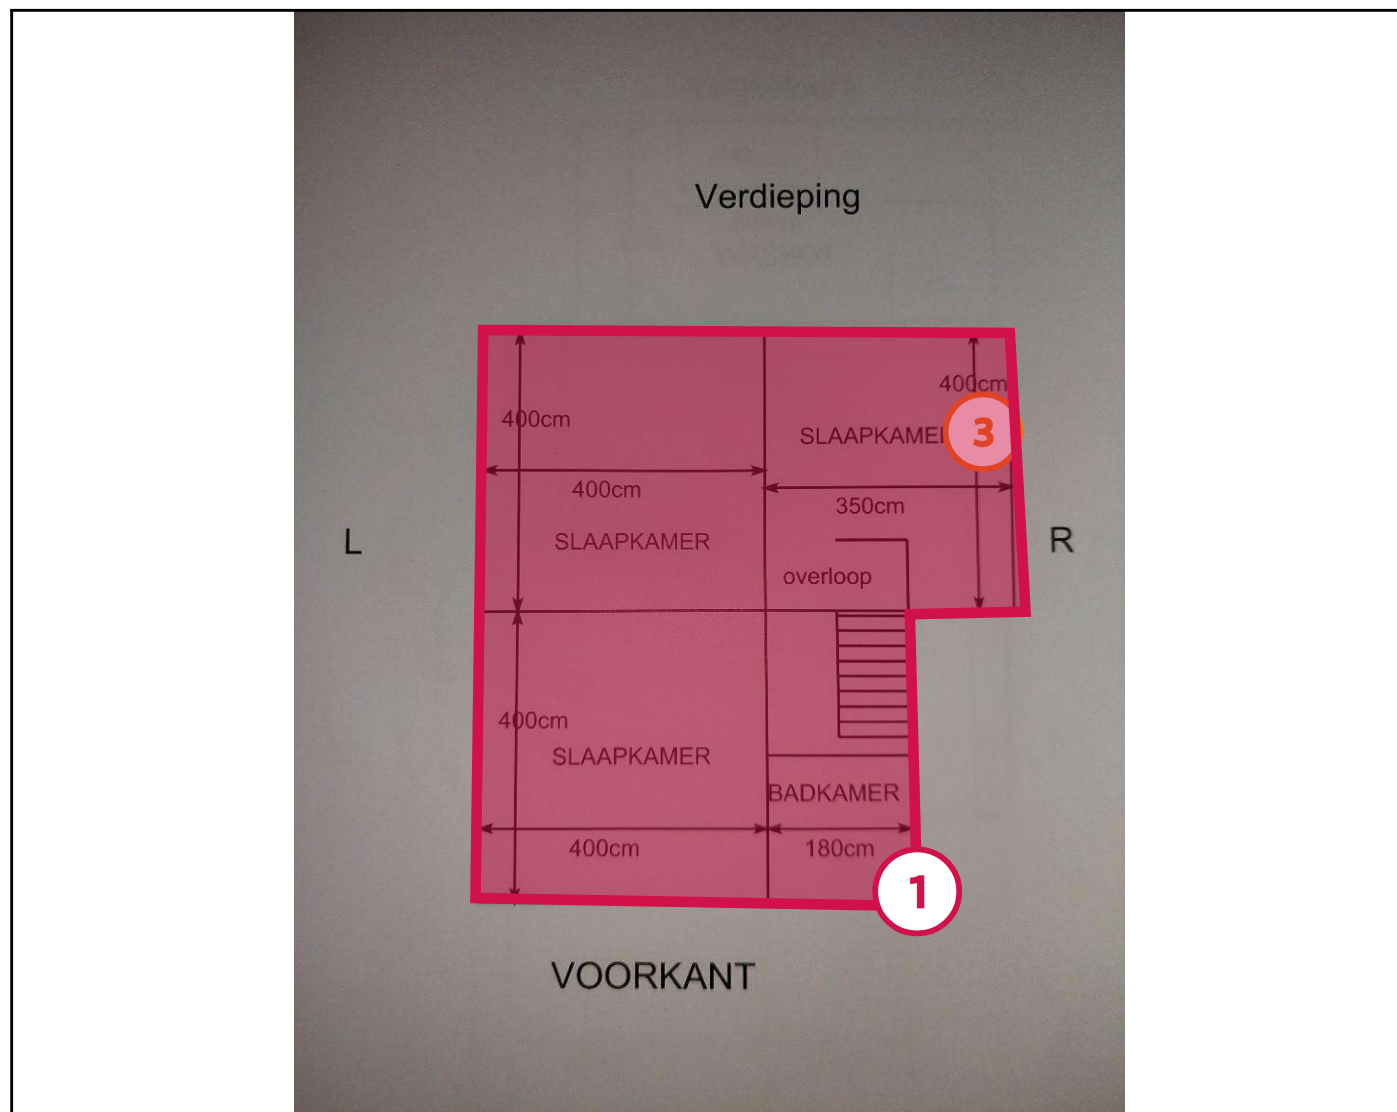 Verdieping
400cm
400cm
SLAAPKAMER
3
400cm
350cm
SLAAPKAMER
L
R
overloop
400cm
SLAAPKAMER
BADKAMER
400cm
180cm
1
VOORKANT